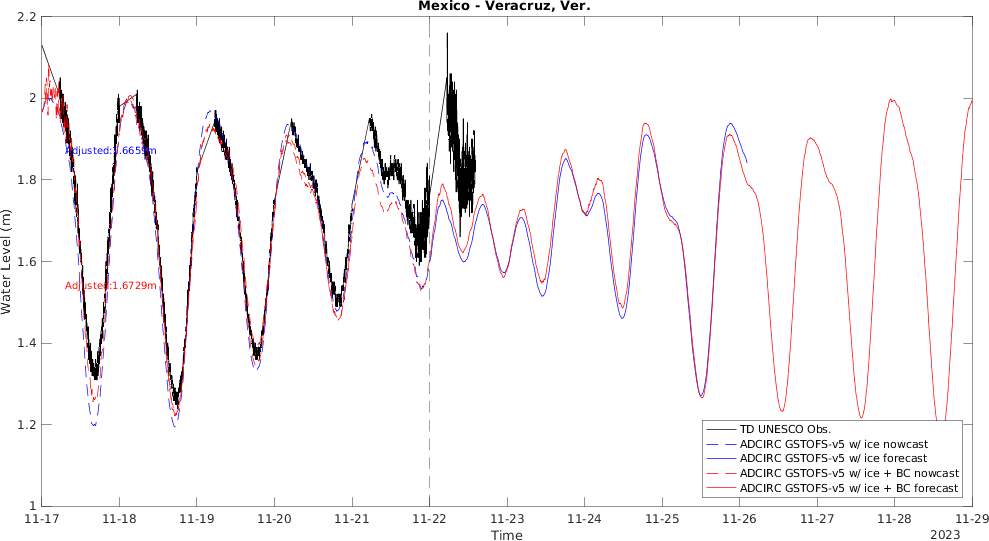 Mexico - Veracruz, Ver.
2.2
2
1.8
1.6
1.4
1.2
1
Water Level (m)
Adjusted:1.6659m
Adjusted:1.6729m
TD UNESCO Obs.
ADCIRC GSTOFS-v5 w/ ice nowcast
ADCIRC GSTOFS-v5 w/ ice forecast
ADCIRC GSTOFS-v5 w/ ice + BC nowcast
ADCIRC GSTOFS-v5 w/ ice + BC forecast
11-17 11-18 11-19 11-20 11-21 11-22 11-23 11-24 11-25 11-26 11-27 11-28 11-29
Time
2023